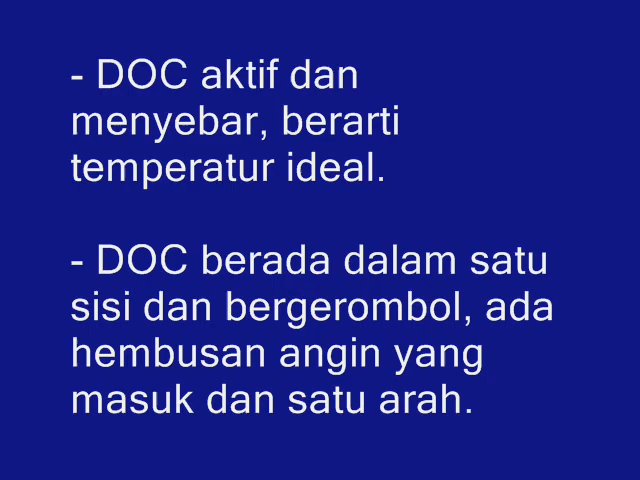 - DOC aktif dan
menyebar, berarti
temperatur ideal.
- DOC berada dalam satu
sisi dan bergerombol, ada
hembusan angin yang
masuk dan satu arah.